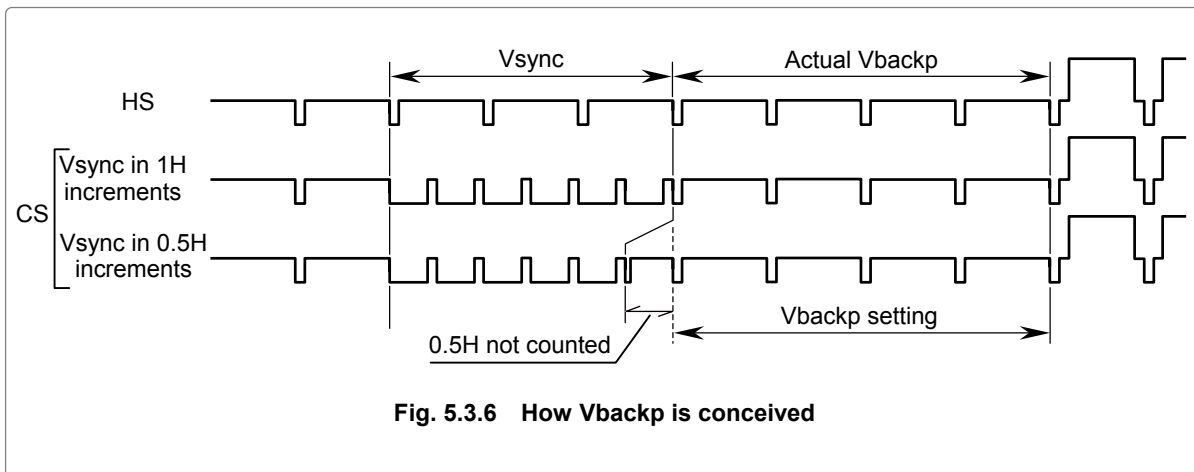 Vsync
Actual Vbackp
HS
CS
Vsync in 1H
increments
Vsync in 0.5H
increments
0.5H not counted
Vbackp setting
Fig. 5.3.6 How Vbackp is conceived